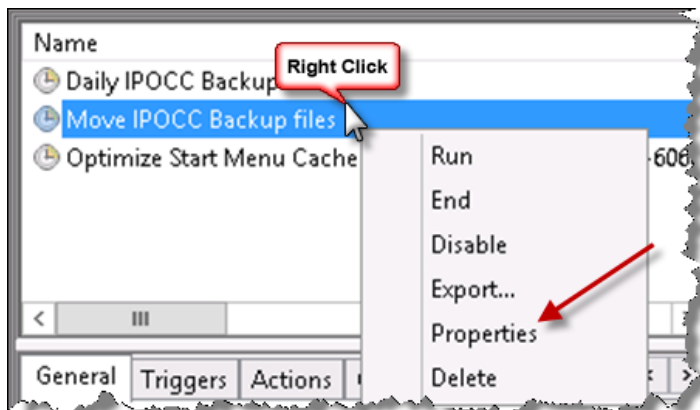 Name
Right Click
Daily IPOCC Backup
Move IPOCC Backup files
Optimize Start Menu Cache
-606
Run
End
Disable
Export...
Properties
Delete
General Triggers Actions